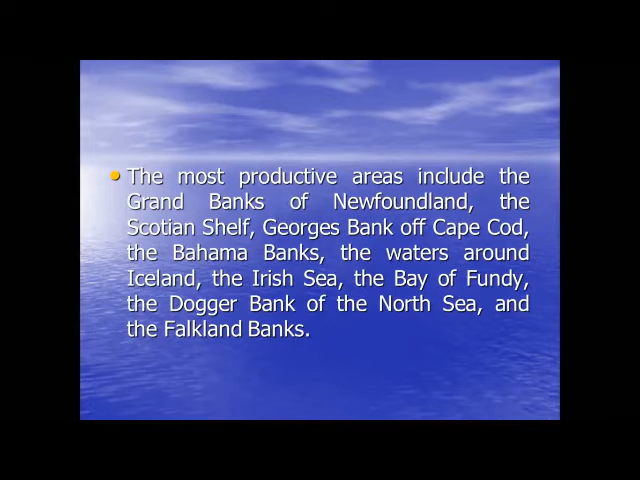 The most productive areas include the
Grand Banks of Newfoundland, the
Scotian Shelf, Georges Bank off Cape Cod,
the Bahama Banks, the waters around
Iceland, the Irish Sea, the Bay of Fundy,
the Dogger Bank of the North Sea, and
the Falkland Banks.